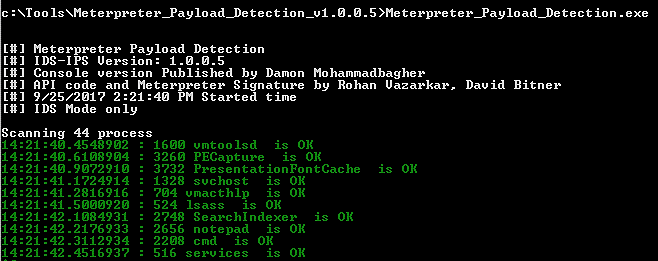 c:\Tools\Meterpreter_Payload_Detection_v1.0.0.5>Meterpreter_Payload_Detection.exe
[#] Meterpreter Payload Detection
[#] IDS-IPS Version: 1.0.0.5
[#] Console version Published by Damon Mohammadbagher
[#] API code and Meterpreter Signature by Rohan Vazarkar, David Bitner
[#] 9/25/2017 2:21:40 PM Started time
[#] IDS Mode only
Scanning 44 process
14:21:40.4548902 : 1600 vmtoolsd  is OK
14:21:40.6108904 : 3260 PECapture  is OK
14:21:40.9072910 : 3732 PresentationFontCache  is OK
14:21:41.1724914 : 1328 svchost  is OK
14:21:41.2816916 : 704 vmacthlp  is OK
14:21:41.5000920 : 524 lsass  is OK
14:21:42.1084931 : 2748 SearchIndexer  is OK
14:21:42.2176933 : 2656 notepad  is OK
14:21:42.3112934 : 2208 cmd  is OK
14:21:42.4516937 : 516 services  is OK